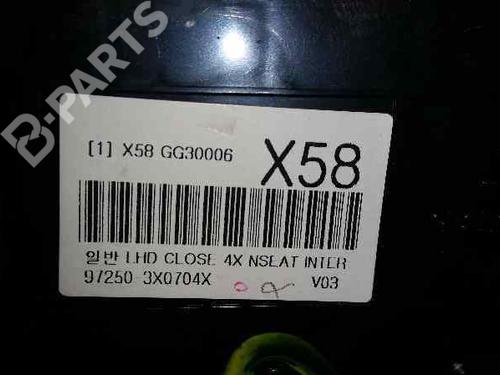 B-PARTS
[1] X58 GG30006
X58
일반 LHD CLOSE 4X NSEAT INTER
97250-3X0704X V03